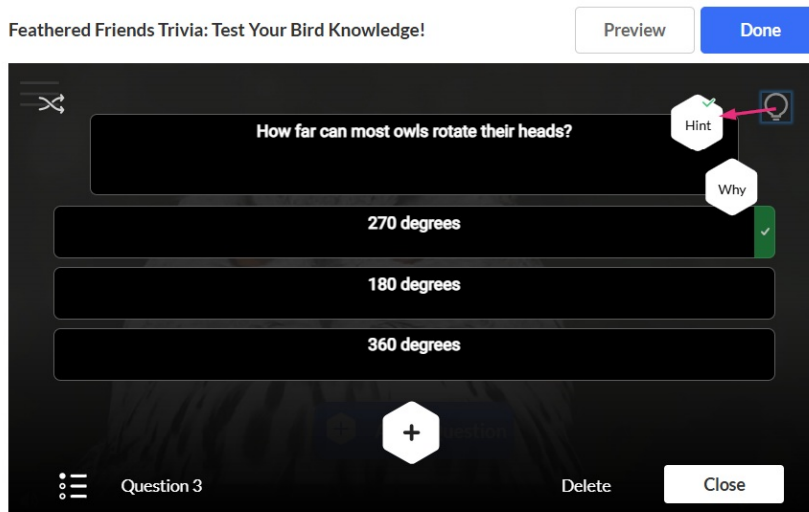 Feathered Friends Trivia: Test Your Bird Knowledge!
Preview
Done
Hint
How far can most owls rotate their heads?
Why
270 degrees
180 degrees
360 degrees
+
Question 3
Delete
Close